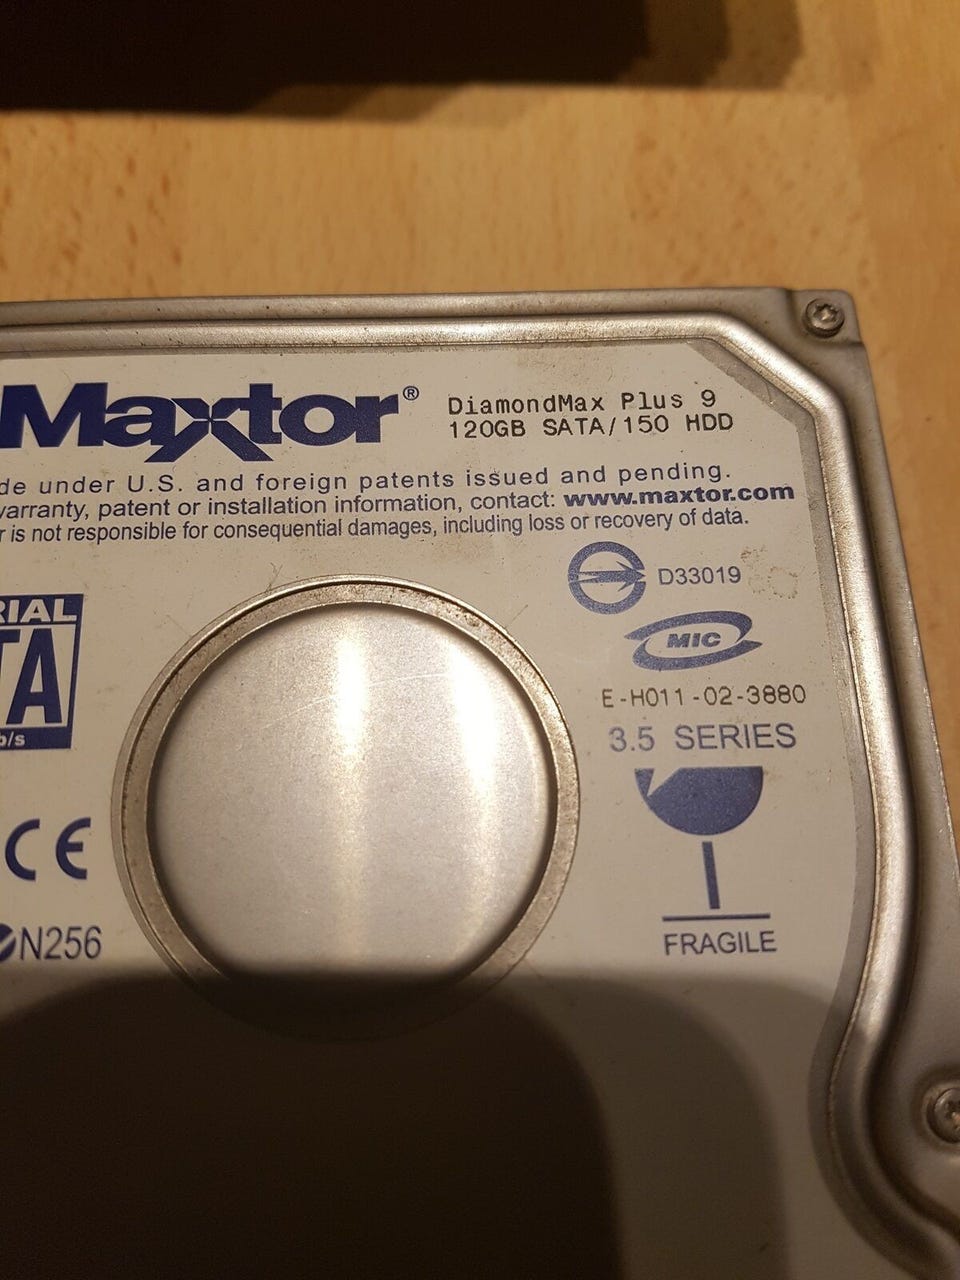 Maxtor®
DiamondMax Plus 9
120GB SATA/150 HDD
de under U.S. and foreign patents issued and pending.
warranty, patent or installation information, contact: www.maxtor.com
r is not responsible for consequential damages, including loss or recovery of data.
D33019
MIC
E-H011-02-3880
3.5 SERIES
RIAL
TA
b/s
CE
N256
FRAGILE